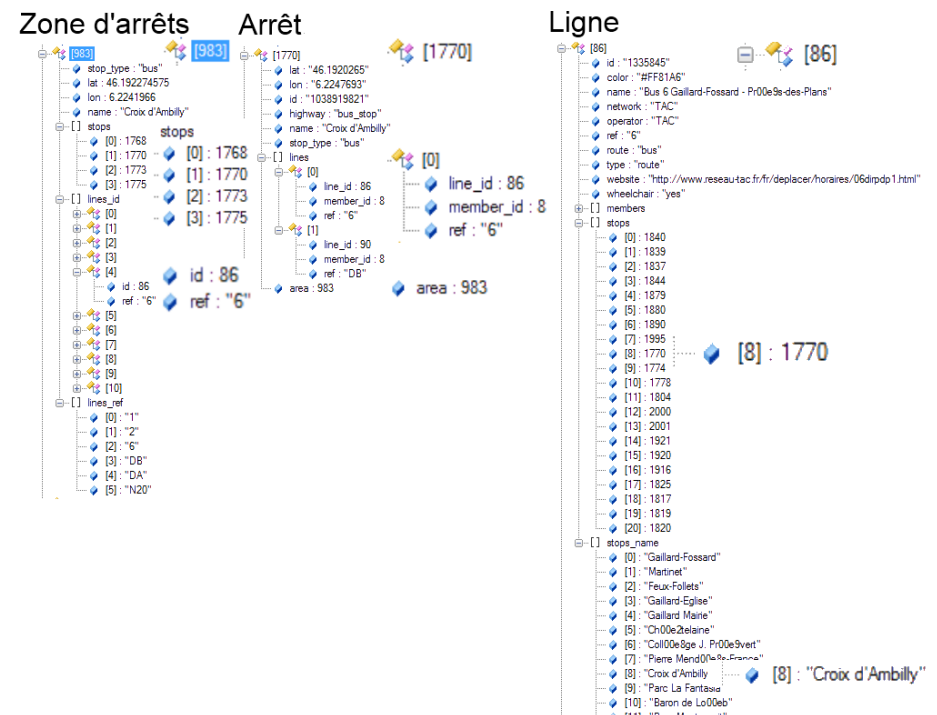 Zone d'arrêts
[983]
[983]
stop_type : "bus"
lat : 46.192274575
lon : 6.2241966
name : "Croix d'Ambilly"
[ ] stops
[0] : 1768
[1] : 1770
[2] : 1773
[3] : 1775
stops
[0] : 1768
[1] : 1770
[2] : 1773
[3] : 1775
[ ] lines_id
[0]
[1]
[2]
[3]
[4]
id : 86
ref : "6"
id : 86
ref : "6"
[5]
[6]
[7]
[8]
[9]
[10]
[ ] lines_ref
[0] : "1"
[1] : "2"
[2] : "6"
[3] : "DB"
[4] : "DA"
[5] : "N20"
Arrêt
[1770]
[1770]
lat : "46.1920265"
lon : "6.2247693"
id : "1038919821"
highway : "bus_stop"
name : "Croix d'Ambilly"
stop_type : "bus"
[ ] lines
[0]
line_id : 86
member_id : 8
ref : "6"
[1]
line_id : 90
member_id : 8
ref : "DB"
area : 983
[0]
line_id : 86
member_id : 8
ref : "6"
area : 983
Ligne
[86]
[86]
id : "1335845"
color : "#FF81A6"
name : "Bus 6 Gaillard-Fossard - Pr00e9s-des-Plans"
network : "TAC"
operator : "TAC"
ref : "6"
route : "bus"
type : "route"
website : "http://www.reseau-tac.fr/fr/deplacer/horaires/06dirpdp1.html"
wheelchair : "yes"
[ ] members
[ ] stops
[0] : 1840
[1] : 1839
[2] : 1837
[3] : 1844
[4] : 1879
[5] : 1880
[6] : 1890
[7] : 1995
[8] : 1770
[8] : 1770
[9] : 1774
[10] : 1778
[11] : 1804
[12] : 2000
[13] : 2001
[14] : 1921
[15] : 1920
[16] : 1916
[17] : 1825
[18] : 1817
[19] : 1819
[20] : 1820
[ ] stops_name
[0] : "Gaillard-Fossard"
[1] : "Martinet"
[2] : "Feux-Follets"
[3] : "Gaillard-Eglise"
[4] : "Gaillard Mairie"
[5] : "Ch00e2telaine"
[6] : "Coll00e8ge J. Pr00e9vert"
[7] : "Pierre Mend00e8s-France"
[8] : "Croix d'Ambilly
[8] : "Croix d'Ambilly"
[9] : "Parc La Fantasia
[10] : "Baron de Lo00eb"